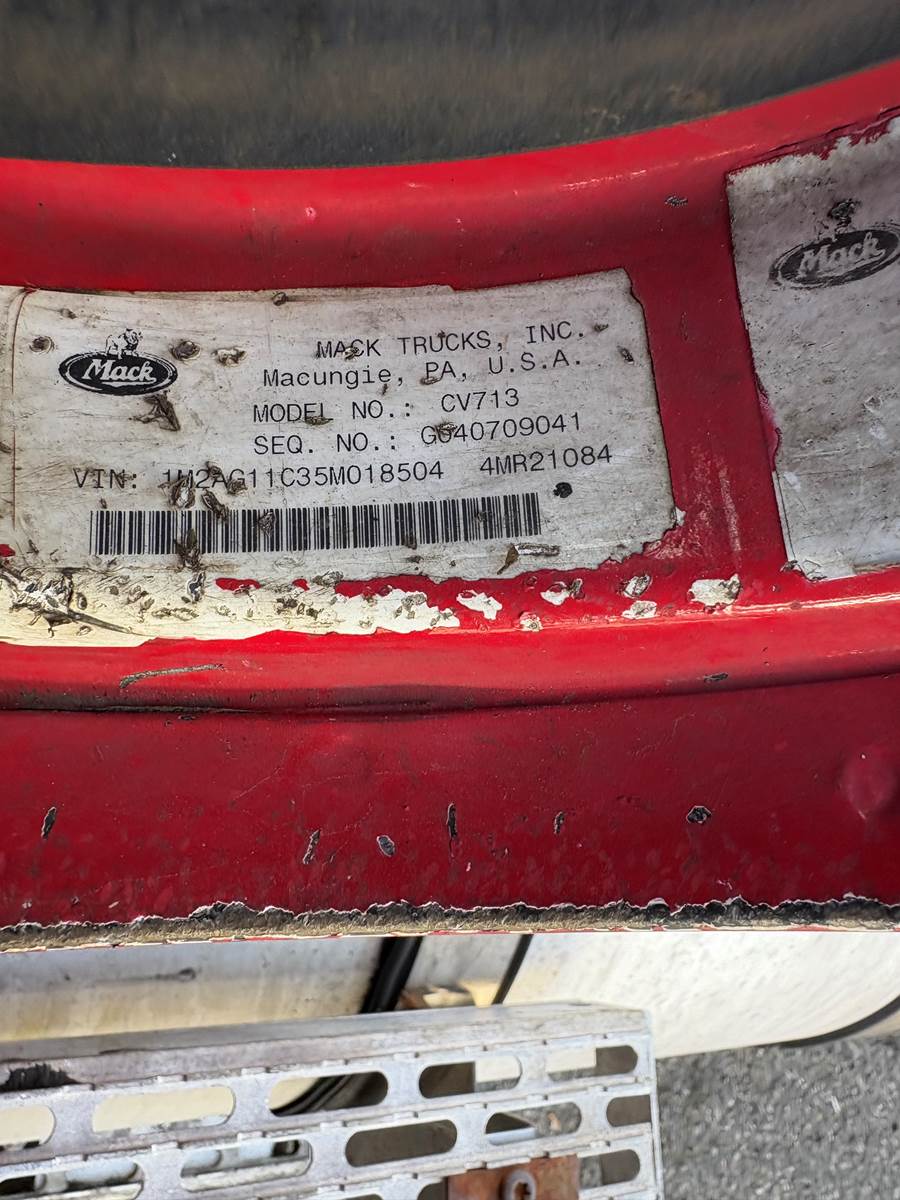 Mack
MACK TRUCKS, INC.
Macungie, PA, U.S.A.
MODEL NO.: CV713
SEQ. NO.: G040709041
VIN: 1M2AG11C35M018504 4MR21084
Mack